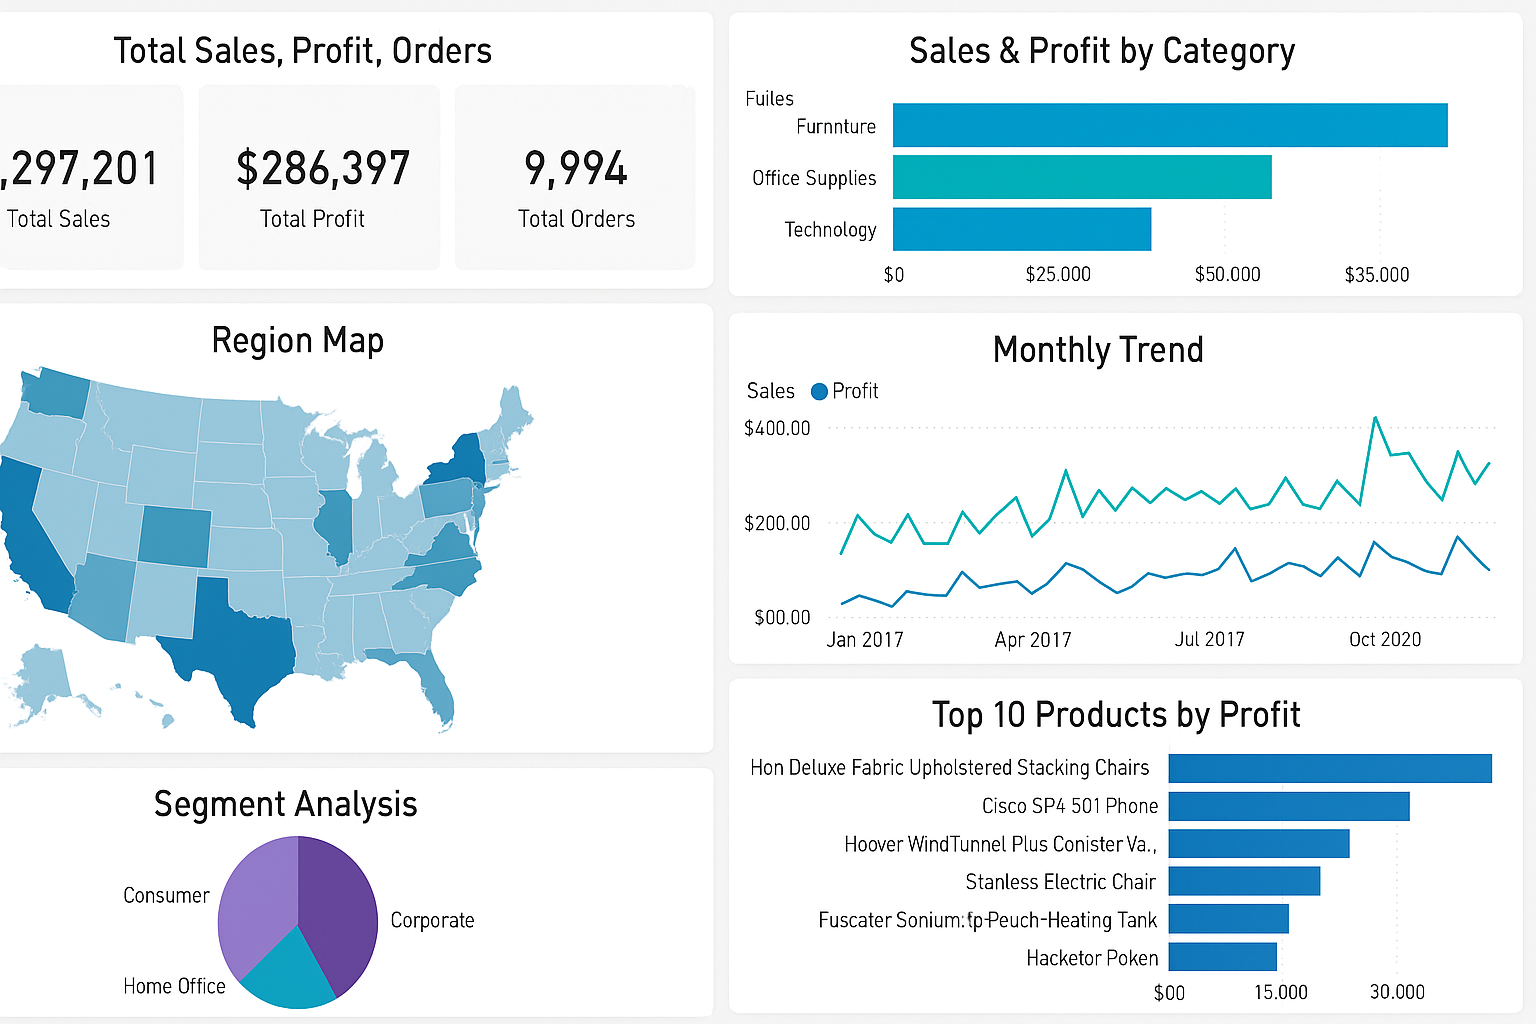 Total Sales, Profit, Orders
,297,201
Total Sales
$286,397
Total Profit
9,994
Total Orders
Sales & Profit by Category
Fuiles
Furnnture
Office Supplies
Technology
$0 $25.000 $50.000 $35.000
Region Map
Monthly Trend
Sales Profit
$400.00
$200.00
$00.00
Jan 2017 Apr 2017 Jul 2017 Oct 2020
Segment Analysis
Consumer
Corporate
Home Office
Top 10 Products by Profit
Hon Deluxe Fabric Upholstered Stacking Chairs
Cisco SP4 501 Phone
Hoover WindTunnel Plus Conister Va.,
Stanless Electric Chair
Fuscater Sonium: Peuch-Heating Tank
Hacketor Poken
$00 15.000 30.000